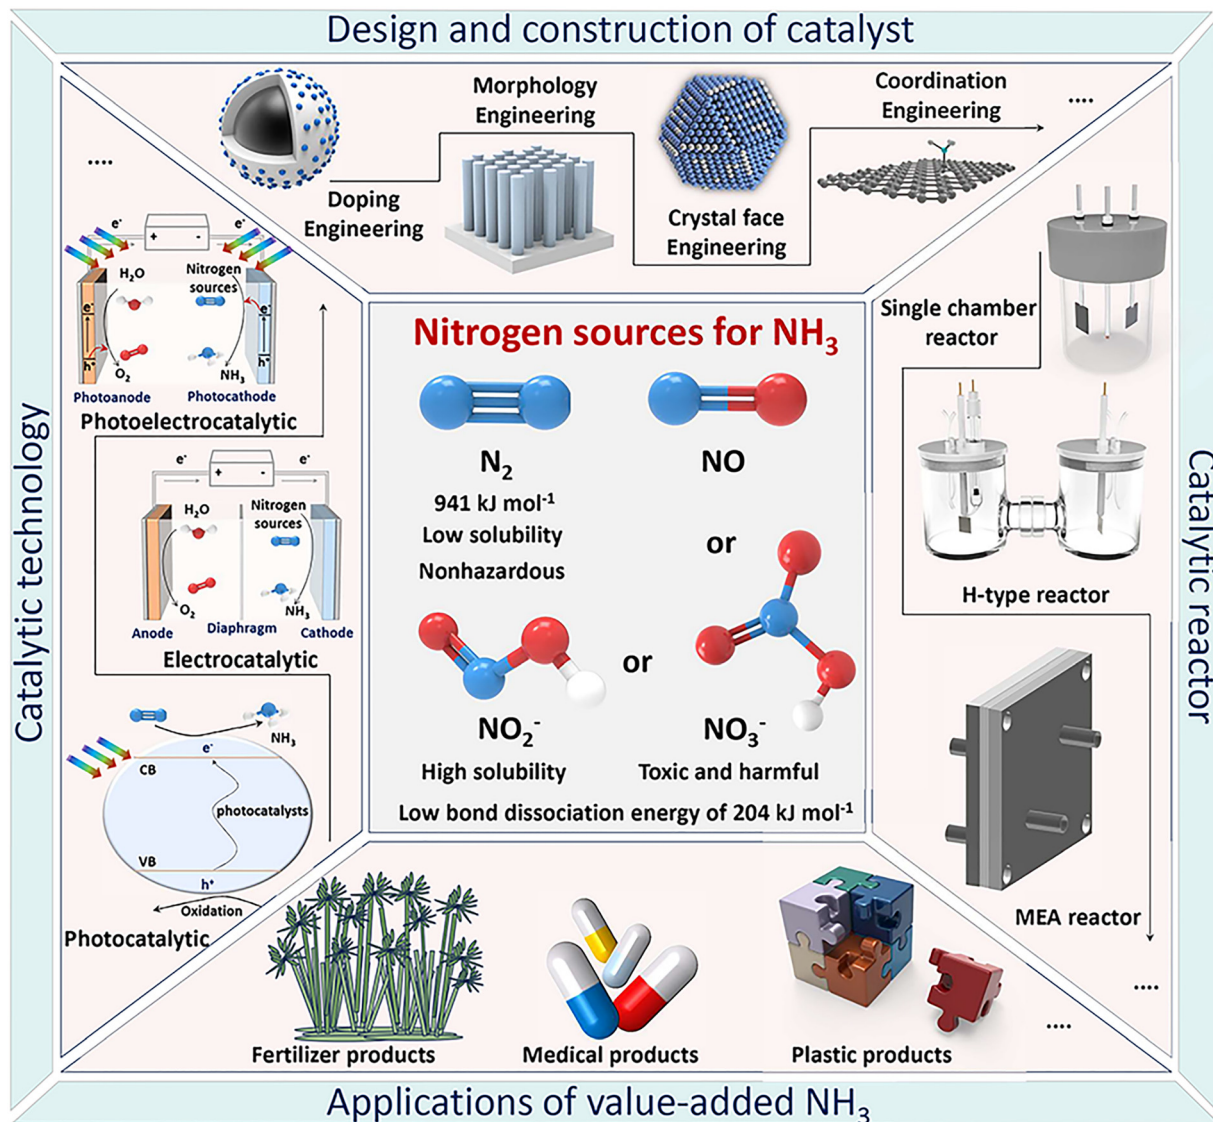 Design and construction of catalyst
Morphology
Engineering
Coordination
Engineering
....
....
Doping
Engineering
Crystal face
Engineering
e-
e-
+ -
H₂O
Nitrogen
sources
e-
e-
h⁺
h⁺
O₂
NH₃
Photoanode
Photocathode
Photoelectrocatalytic
e-
e-
+ -
H₂O
Nitrogen
sources
O₂
NH₃
Anode
Diaphragm
Cathode
Electrocatalytic
NH₃
e-
CB
photocatalysts
VB
h⁺
Oxidation
Photocatalytic
Catalytic technology
Nitrogen sources for NH₃
N₂
NO
941 kJ mol⁻¹
Low solubility
Nonhazardous
or
or
NO₂⁻
NO₃⁻
High solubility
Toxic and harmful
Low bond dissociation energy of 204 kJ mol⁻¹
Single chamber
reactor
H-type reactor
MEA reactor
....
Catalytic reactor
Fertilizer products
Medical products
Plastic products
....
Applications of value-added NH₃